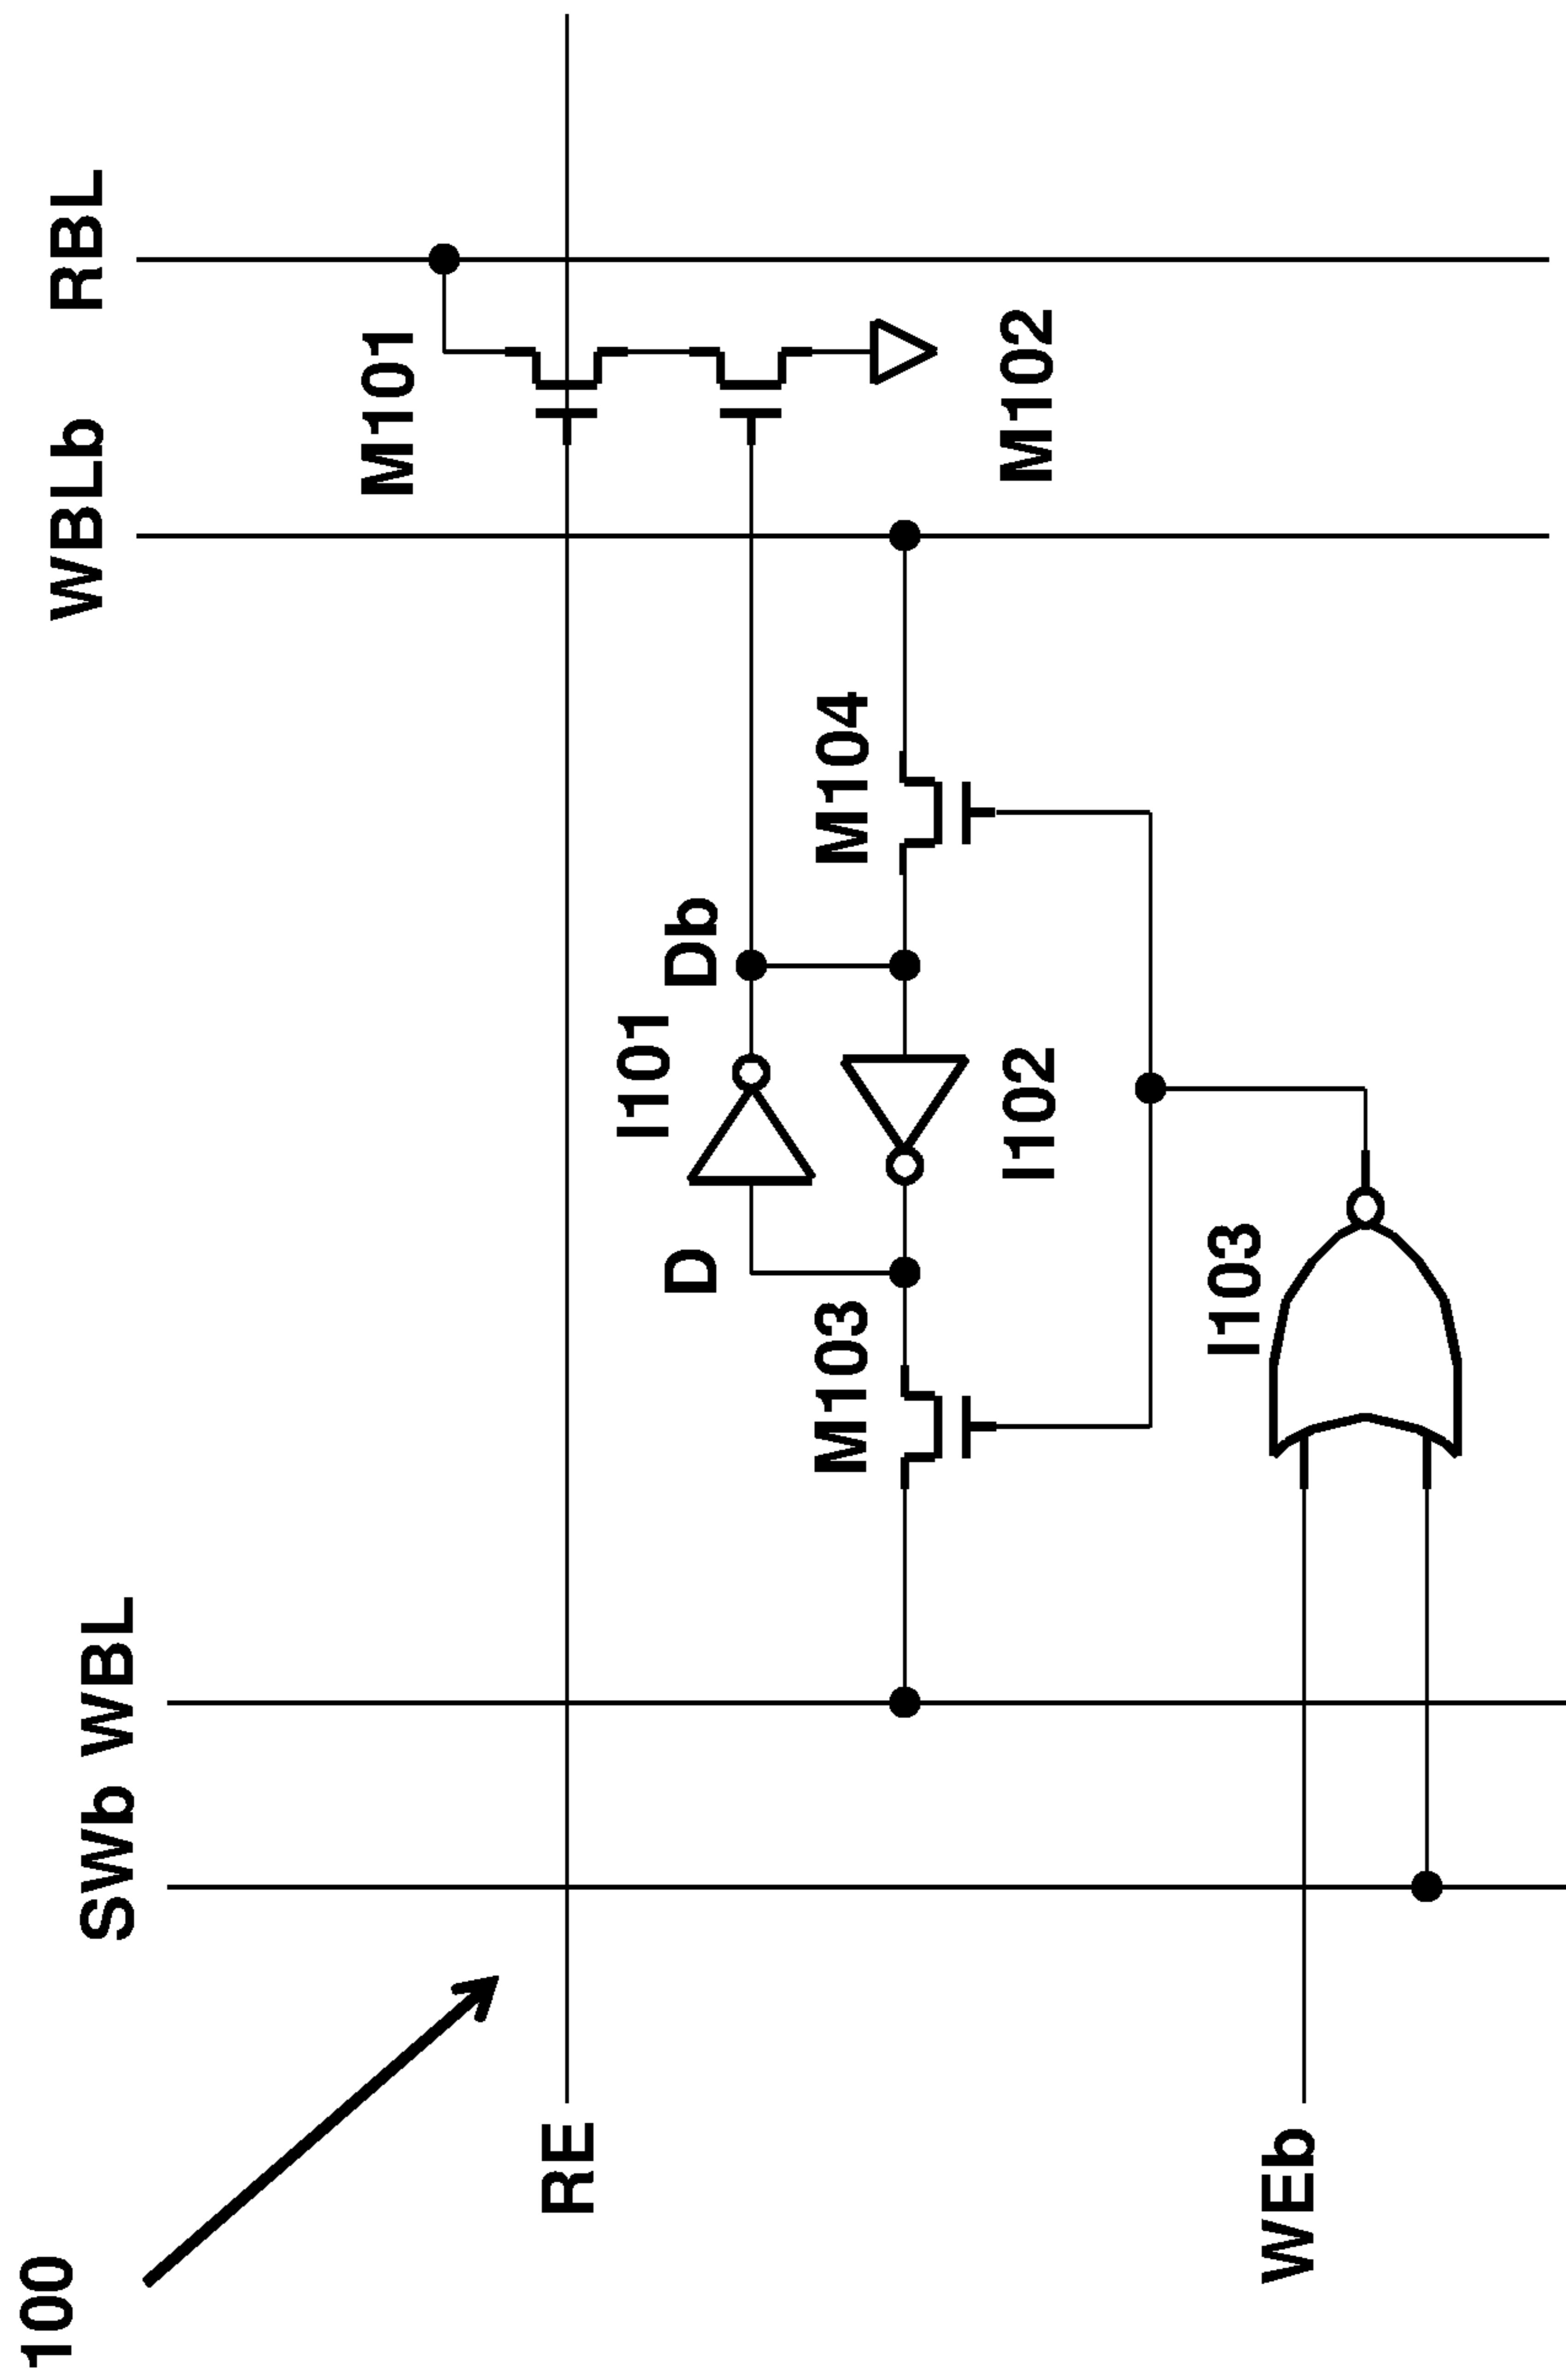 100
SWb
WBL
WBLb
RBL
RE
M101
I101
D
Db
M103
M104
I102
M102
I103
WEb